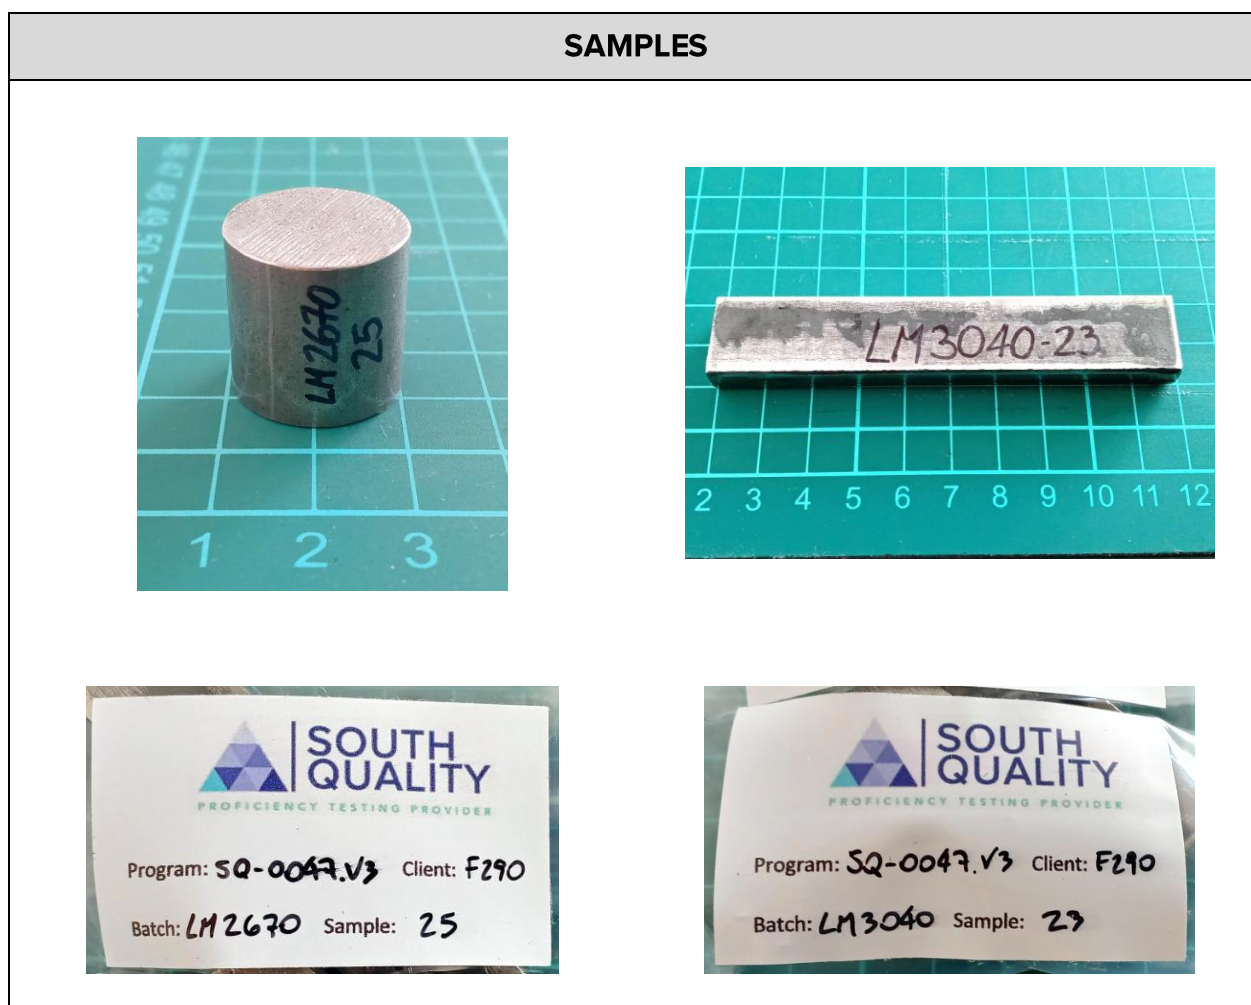 SAMPLES
LM2670
25
LM3040-23
1 2 3
2 3 4 5 6 7 8 9 10 11 12
SOUTH
QUALITY
PROFICIENCY TESTING PROVIDER
Program: SQ-0047.V3 Client: F290
Batch: LM2670 Sample: 25
SOUTH
QUALITY
PROFICIENCY TESTING PROVIDER
Program: SQ-0047.V3 Client: F290
Batch: LM3040 Sample: 23